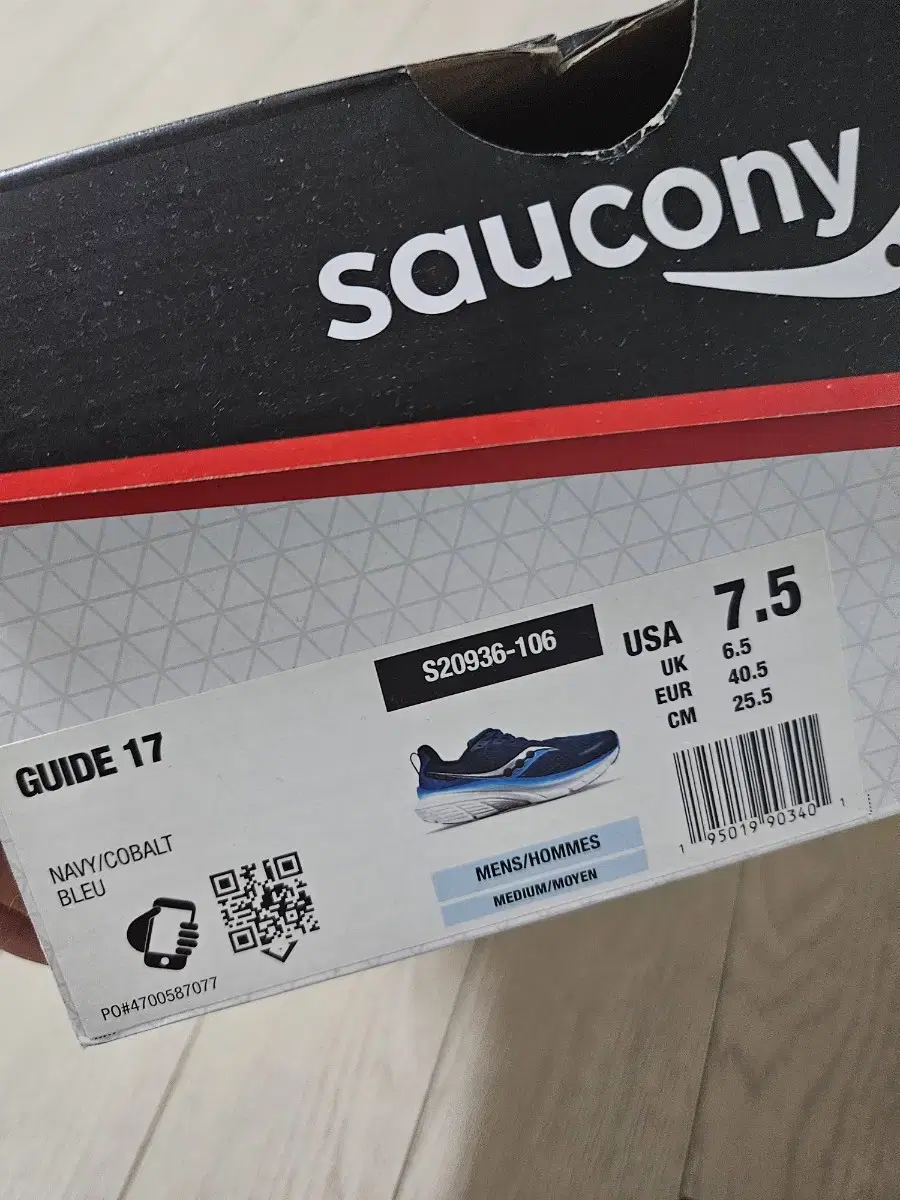 saucony
S20936-106
USA 7.5
UK 6.5
EUR 40.5
CM 25.5
GUIDE 17
NAVY/COBALT
BLEU
MENS/HOMMES
MEDIUM/MOYEN
1 95019 90340 1
PO#4700587077